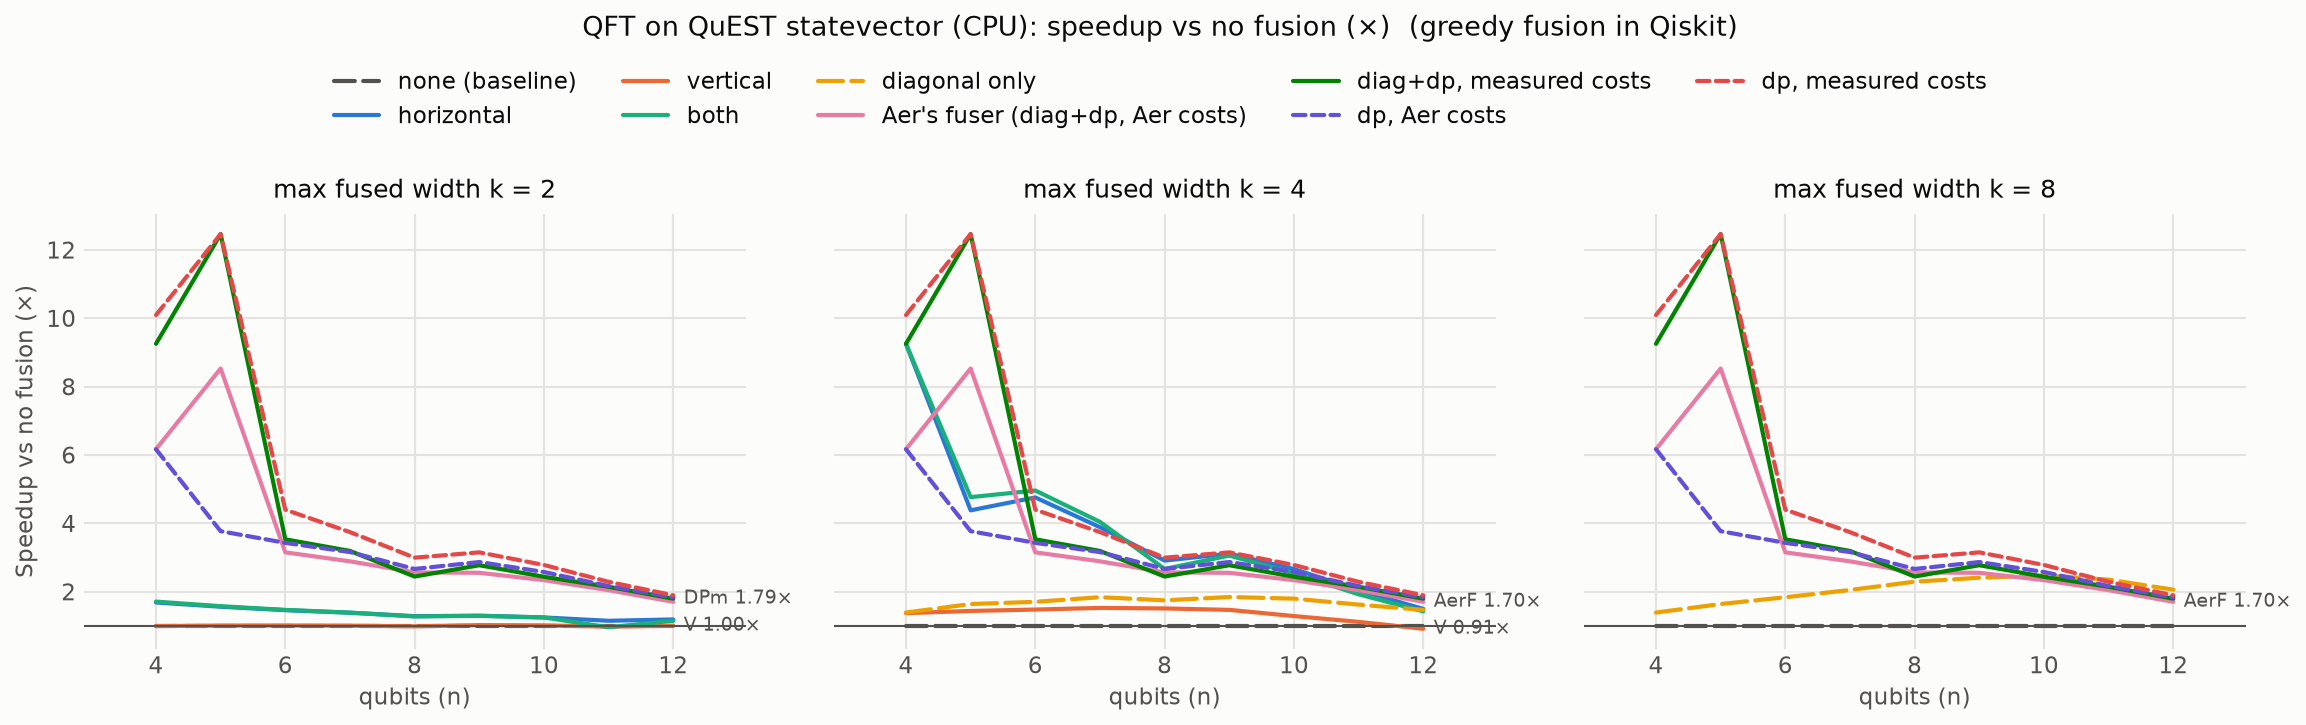 QFT on QuEST statevector (CPU): speedup vs no fusion (×)  (greedy fusion in Qiskit)
none (baseline)
horizontal
vertical
both
diagonal only
Aer's fuser (diag+dp, Aer costs)
diag+dp, measured costs
dp, Aer costs
dp, measured costs
max fused width k = 2
max fused width k = 4
max fused width k = 8
Speedup vs no fusion (×)
12
10
8
6
4
2
DPm 1.79×
V 1.00×
4 6 8 10 12
qubits (n)
AerF 1.70×
V 0.91×
4 6 8 10 12
qubits (n)
AerF 1.70×
4 6 8 10 12
qubits (n)